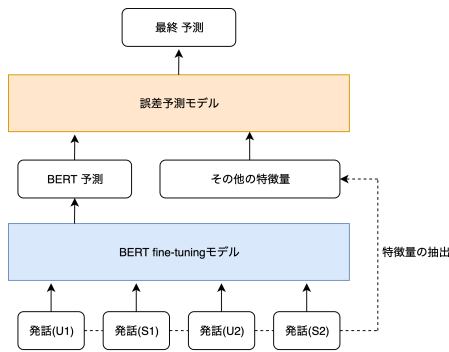 最終 予測
誤差予測モデル
BERT 予測
その他の特徴量
BERT fine-tuningモデル
特徴量の抽出
発話(U1)
発話(S1)
発話(U2)
発話(S2)